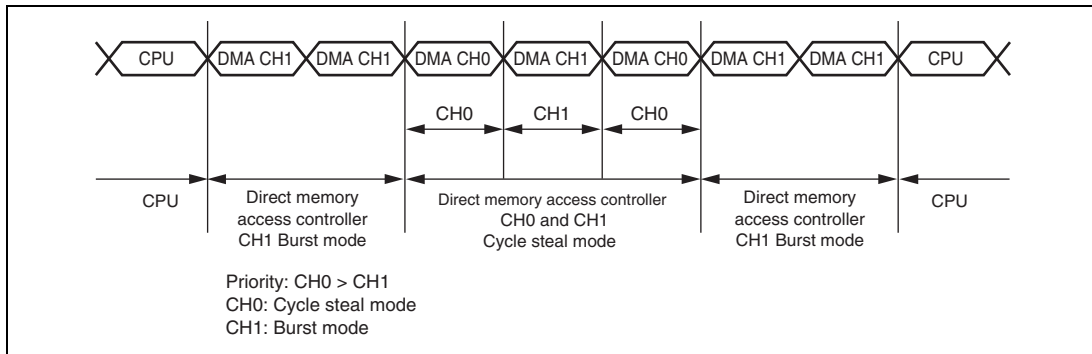 CPU DMA CH1 DMA CH1 DMA CH0 DMA CH1 DMA CH0 DMA CH1 DMA CH1 CPU
CH0 CH1 CH0
CPU
Direct memory
access controller
CH1 Burst mode
Direct memory access controller
CH0 and CH1
Cycle steal mode
Direct memory
access controller
CH1 Burst mode
CPU
Priority: CH0 > CH1
CH0: Cycle steal mode
CH1: Burst mode